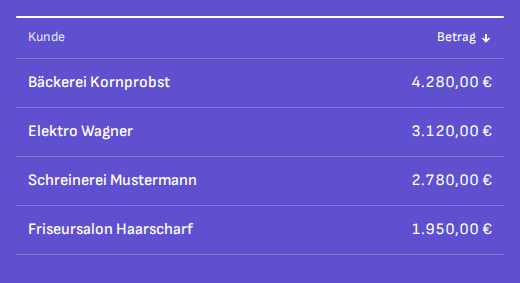 Kunde Betrag ↓
Bäckerei Kornprobst 4.280,00 €
Elektro Wagner 3.120,00 €
Schreinerei Mustermann 2.780,00 €
Friseursalon Haarscharf 1.950,00 €